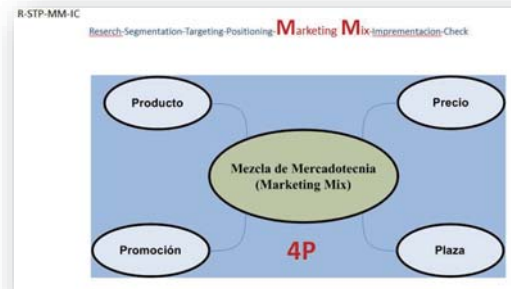 R-STP-MM-IC
Reserch-Segmentation-Targeting-Positioning-Marketing Mix-Imprementacion-Check
Producto
Precio
Mezcla de Mercadotecnia
(Marketing Mix)
Promoción
4P
Plaza